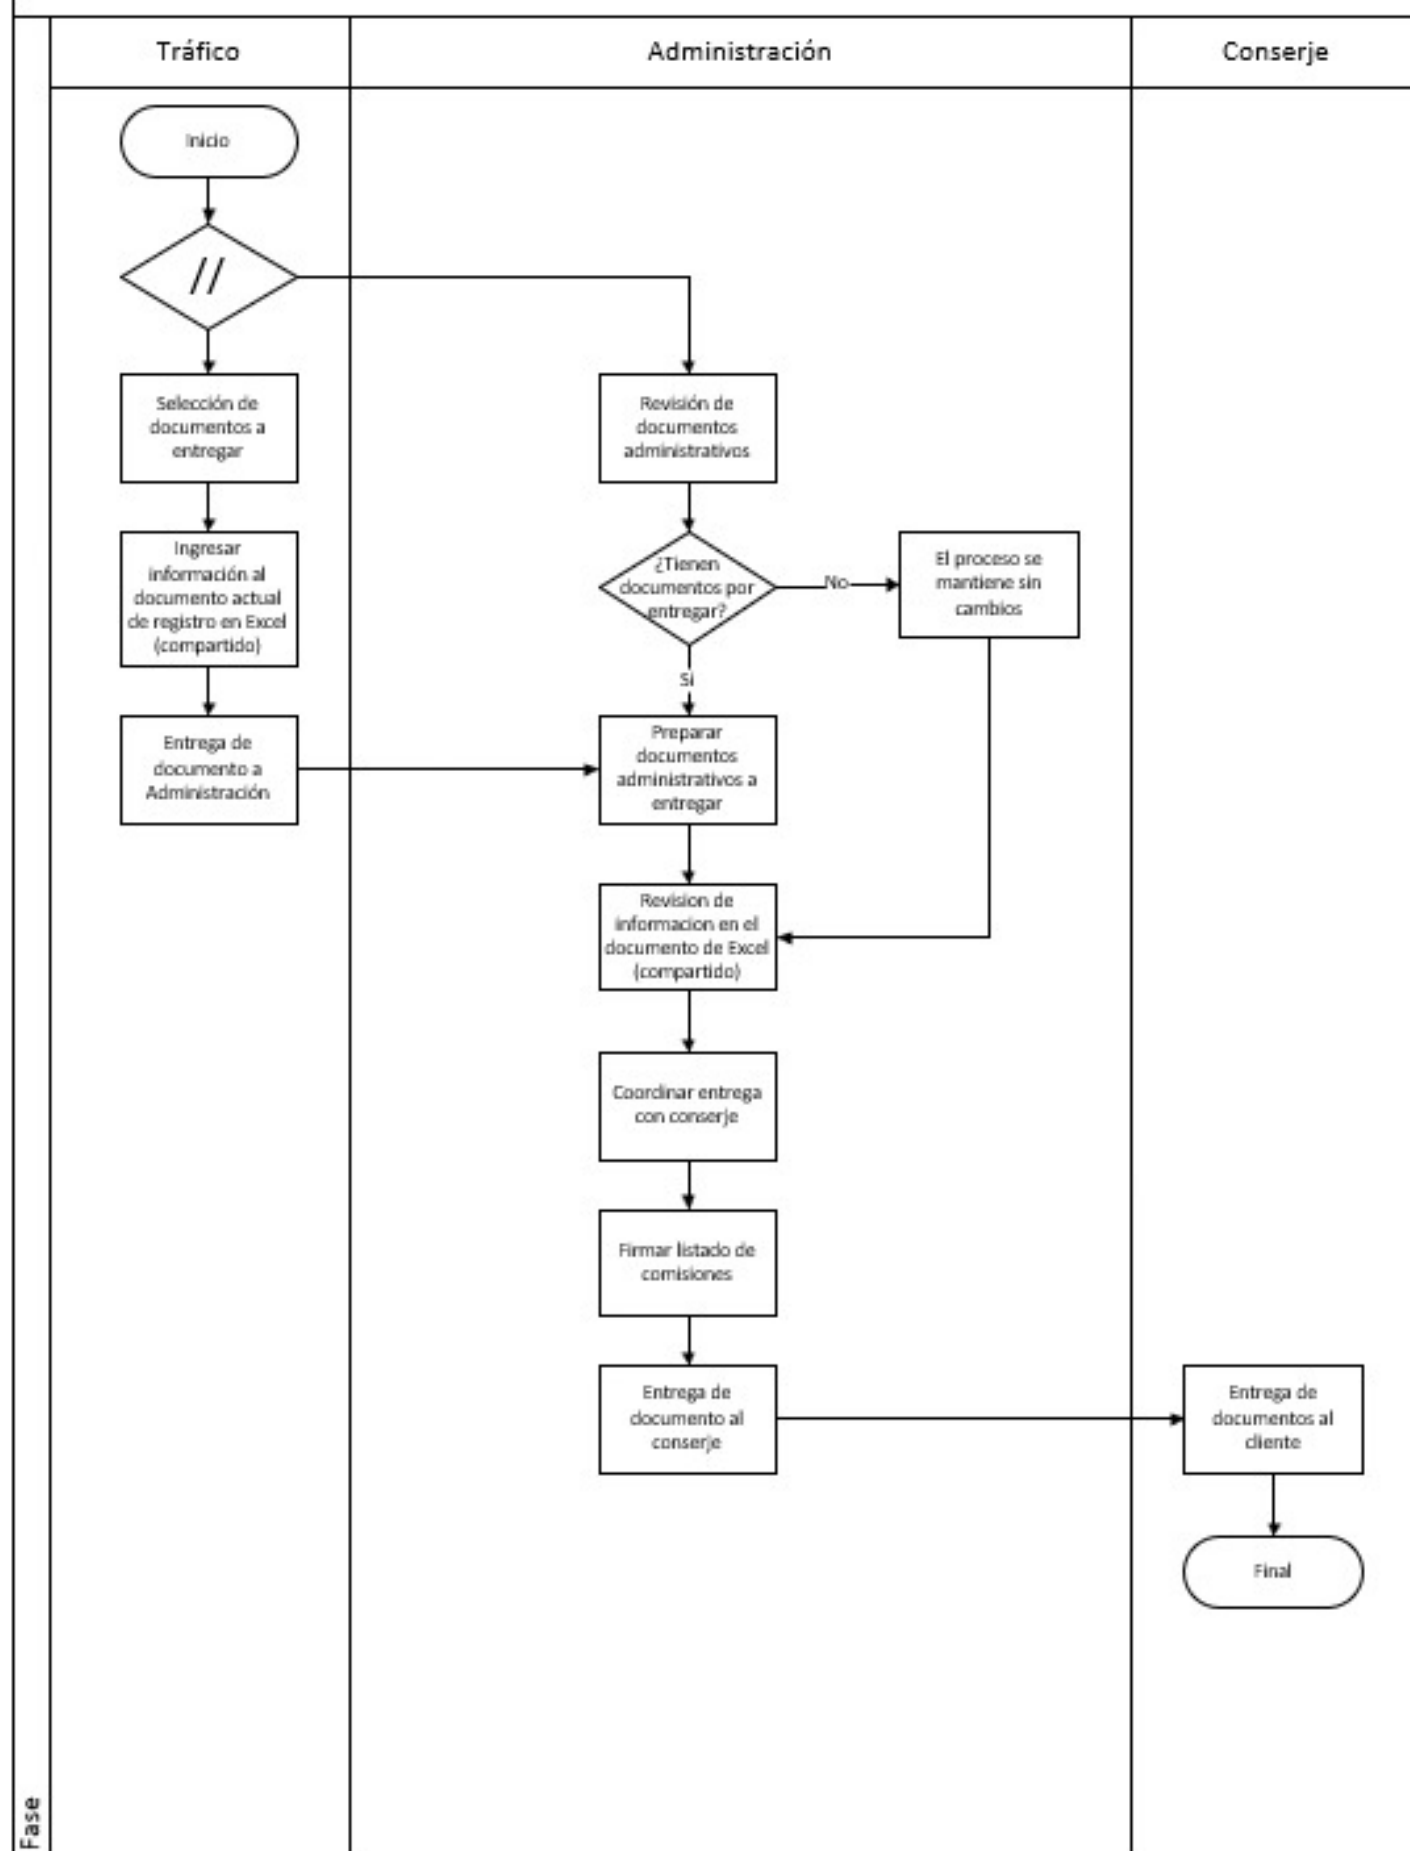 Tráfico
Administración
Conserje
Inicio
//
Selección de
documentos a
entregar
Revisión de
documentos
administrativos
Ingresar
información al
documento actual
de registro en Excel
(compartido)
¿Tienen
documentos por
entregar?
No
El proceso se
mantiene sin
cambios
Si
Entrega de
documento a
Administración
Preparar
documentos
administrativos a
entregar
Revision de
informacion en el
documento de Excel
(compartido)
Coordinar entrega
con conserje
Firmar listado de
comisiones
Entrega de
documento al
conserje
Entrega de
documentos al
cliente
Final
Fase